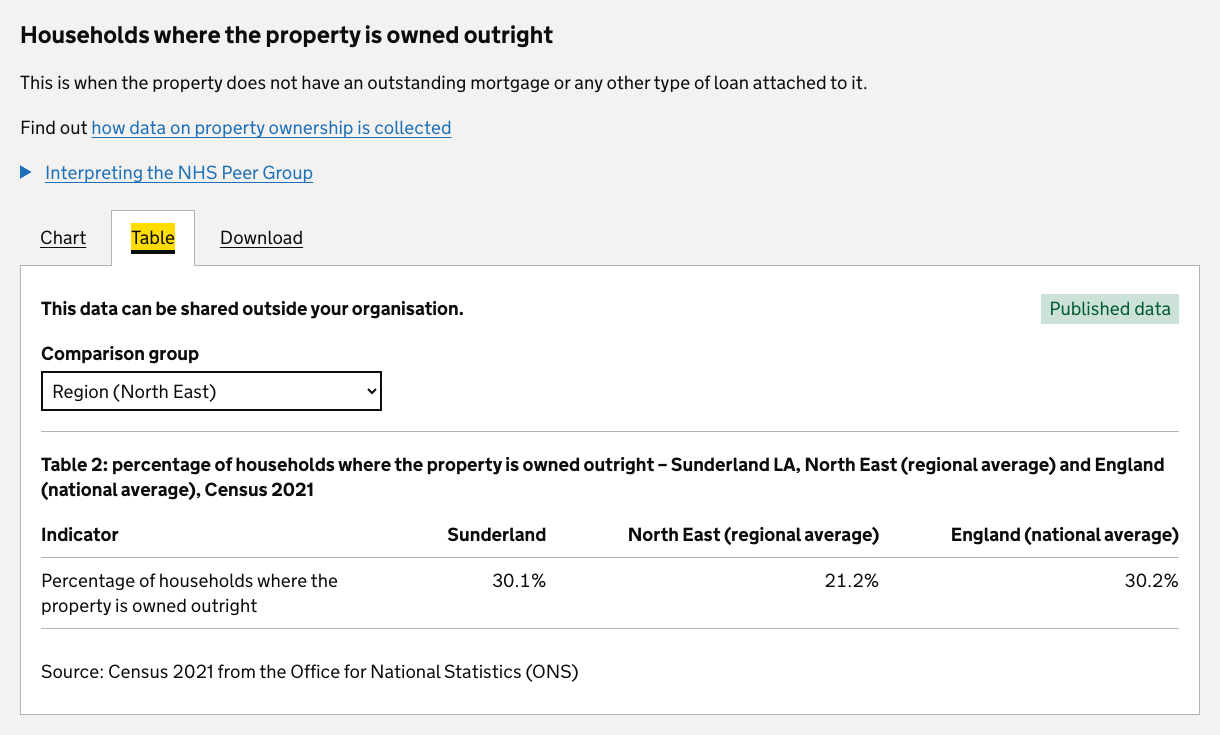 Households where the property is owned outright
This is when the property does not have an outstanding mortgage or any other type of loan attached to it.
Find out how data on property ownership is collected
Interpreting the NHS Peer Group
Chart Table Download
This data can be shared outside your organisation. Published data
Comparison group
Region (North East)
Table 2: percentage of households where the property is owned outright – Sunderland LA, North East (regional average) and England
(national average), Census 2021
Indicator Sunderland North East (regional average) England (national average)
Percentage of households where the 30.1% 21.2% 30.2%
property is owned outright
Source: Census 2021 from the Office for National Statistics (ONS)